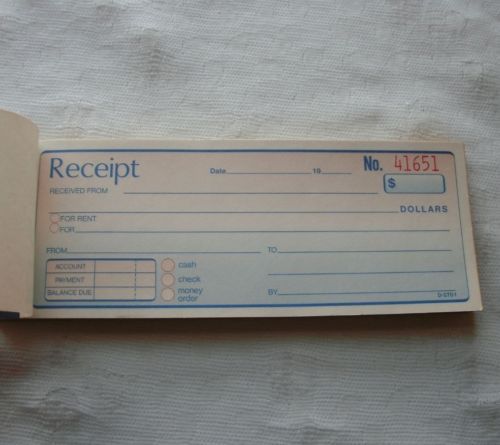 Receipt Date 19 No. 41651
RECEIVED FROM $
DOLLARS
FOR RENT
FOR
FROM TO
ACCOUNT cash
PAYMENT check
BALANCE DUE money order BY